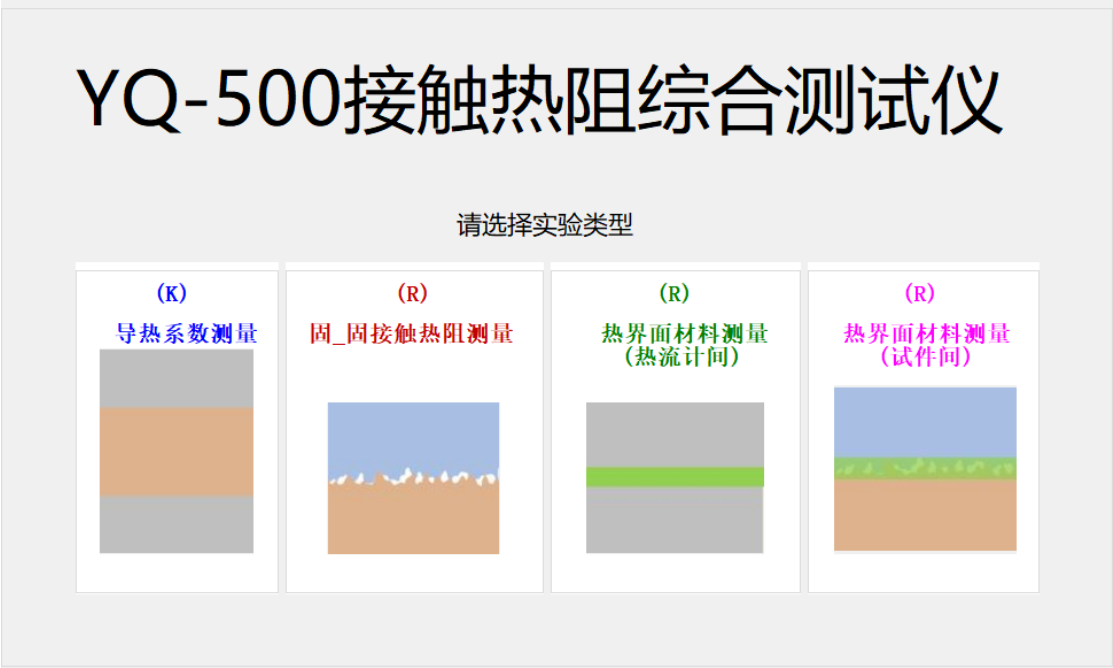 YQ-500接触热阻综合测试仪
请选择实验类型
(K)
导热系数测量
(R)
固_固接触热阻测量
(R)
热界面材料测量
(热流计间)
(R)
热界面材料测量
(试件间)